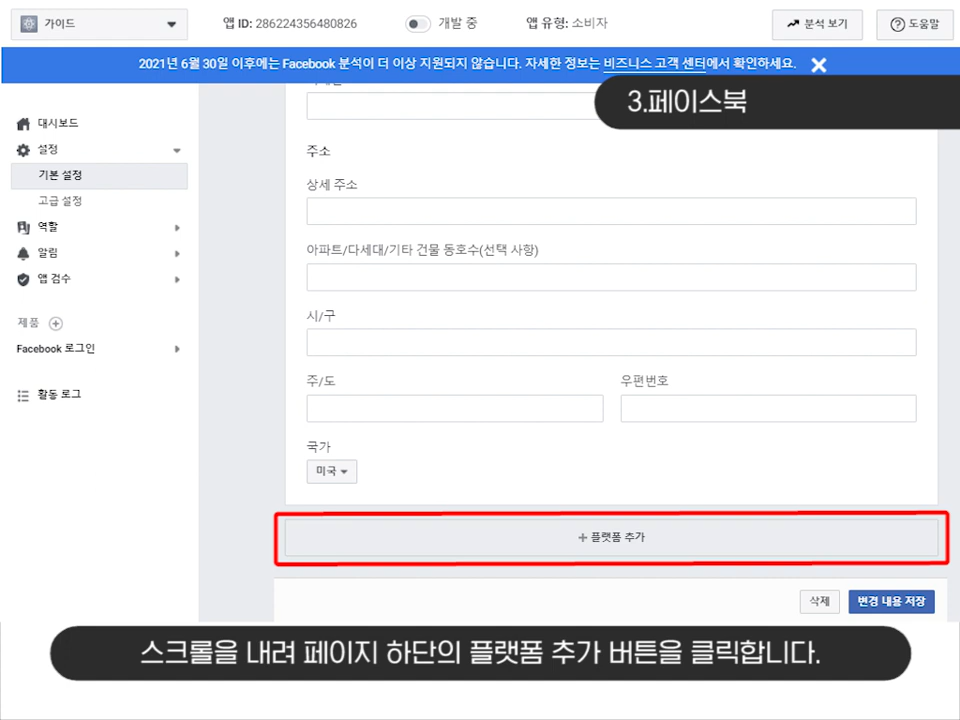 가이드
앱 ID: 286224356480826
개발 중
앱 유형: 소비자
분석 보기
도움말
2021년 6월 30일 이후에는 Facebook 분석이 더 이상 지원되지 않습니다. 자세한 정보는 비즈니스 고객 센터에서 확인하세요.
3.페이스북
대시보드
설정
기본 설정
고급 설정
역할
알림
앱 검수
제품
Facebook 로그인
활동 로그
주소
상세 주소
아파트/다세대/기타 건물 동호수(선택 사항)
시/구
주/도
우편번호
국가
미국
+ 플랫폼 추가
삭제
변경 내용 저장
스크롤을 내려 페이지 하단의 플랫폼 추가 버튼을 클릭합니다.